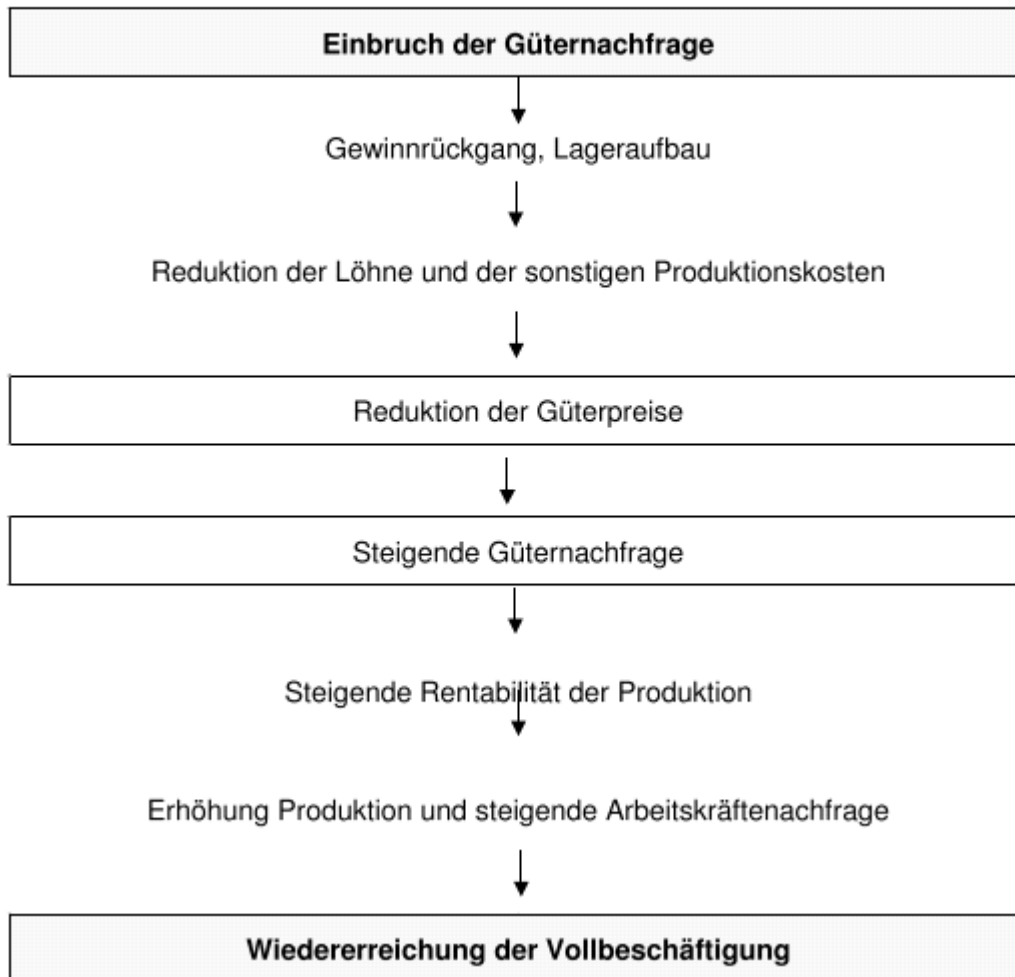 Einbruch der Güternachfrage
Gewinnrückgang, Lageraufbau
Reduktion der Löhne und der sonstigen Produktionskosten
Reduktion der Güterpreise
Steigende Güternachfrage
Steigende Rentabilität der Produktion
Erhöhung Produktion und steigende Arbeitskräftenachfrage
Wiedererreichung der Vollbeschäftigung